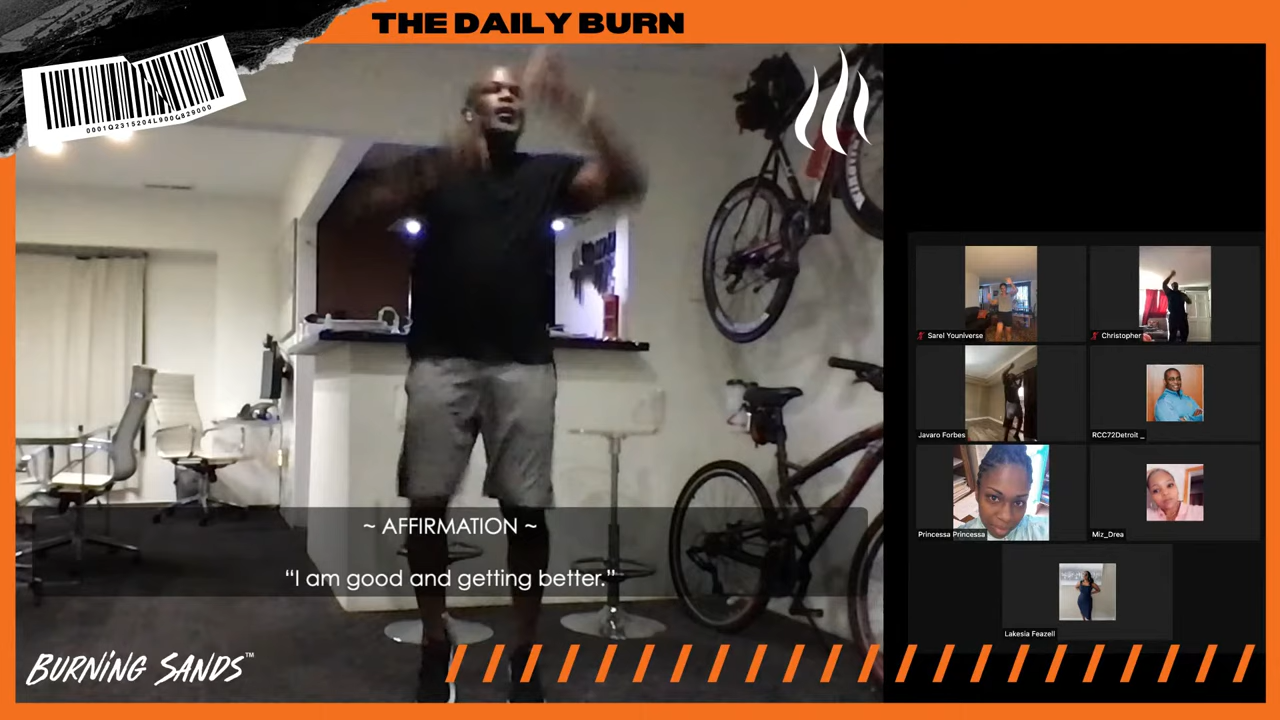 THE DAILY BURN
0001Q2315204L900G829000
Sarel Youniverse
Christopher
Javaro Forbes
RCC72Detroit _
Princessa Princessa
Miz_Drea
Lakesia Feazell
~ AFFIRMATION ~
“I am good and getting better.”
BURNING SANDS™